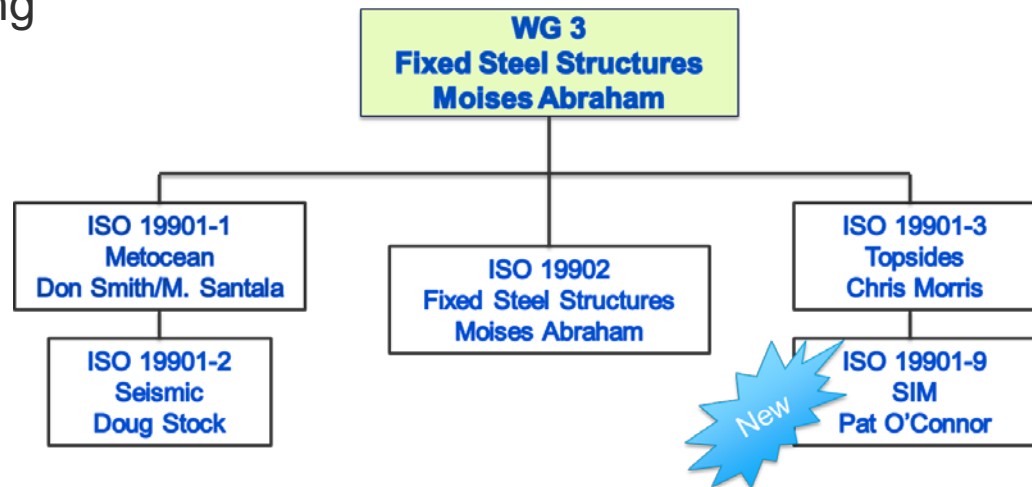 WG 3
Fixed Steel Structures
Moises Abraham
ISO 19901-1
Metocean
Don Smith/M. Santala
ISO 19902
Fixed Steel Structures
Moises Abraham
ISO 19901-3
Topsides
Chris Morris
ISO 19901-2
Seismic
Doug Stock
New
ISO 19901-9
SIM
Pat O'Connor